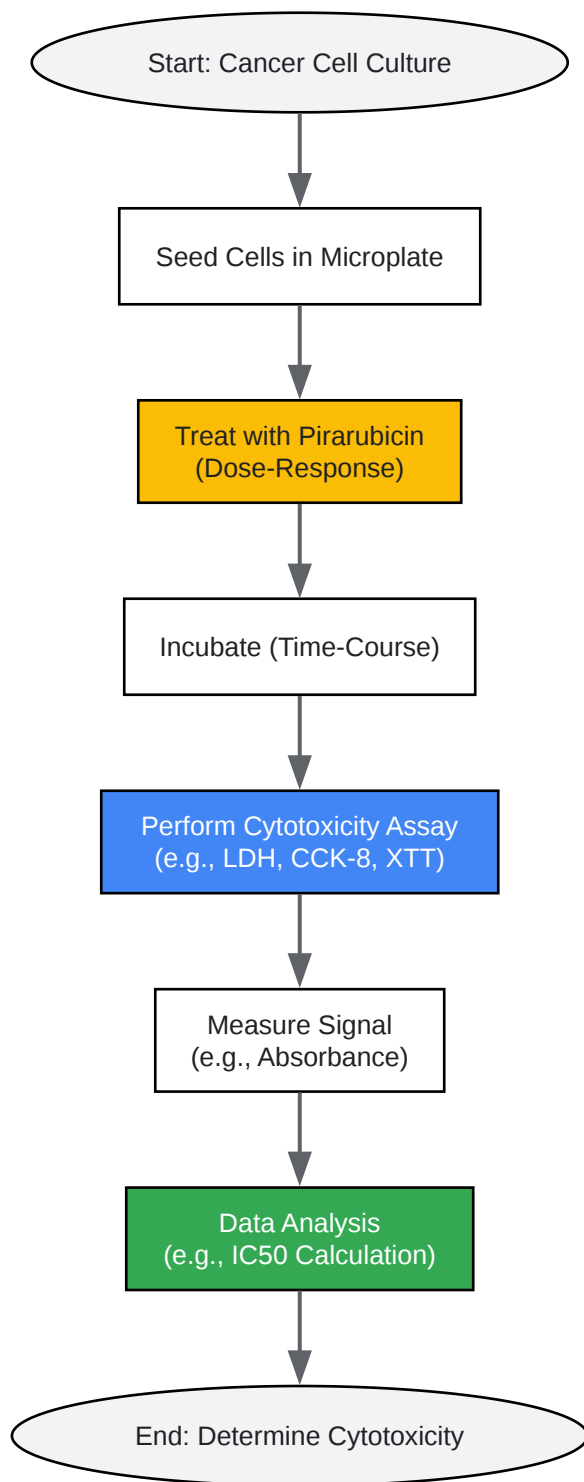 Start: Cancer Cell Culture
Seed Cells in Microplate
Treat with Pirarubicin
(Dose-Response)
Incubate (Time-Course)
Perform Cytotoxicity Assay
(e.g., LDH, CCK-8, XTT)
Measure Signal
(e.g., Absorbance)
Data Analysis
(e.g., IC50 Calculation)
End: Determine Cytotoxicity